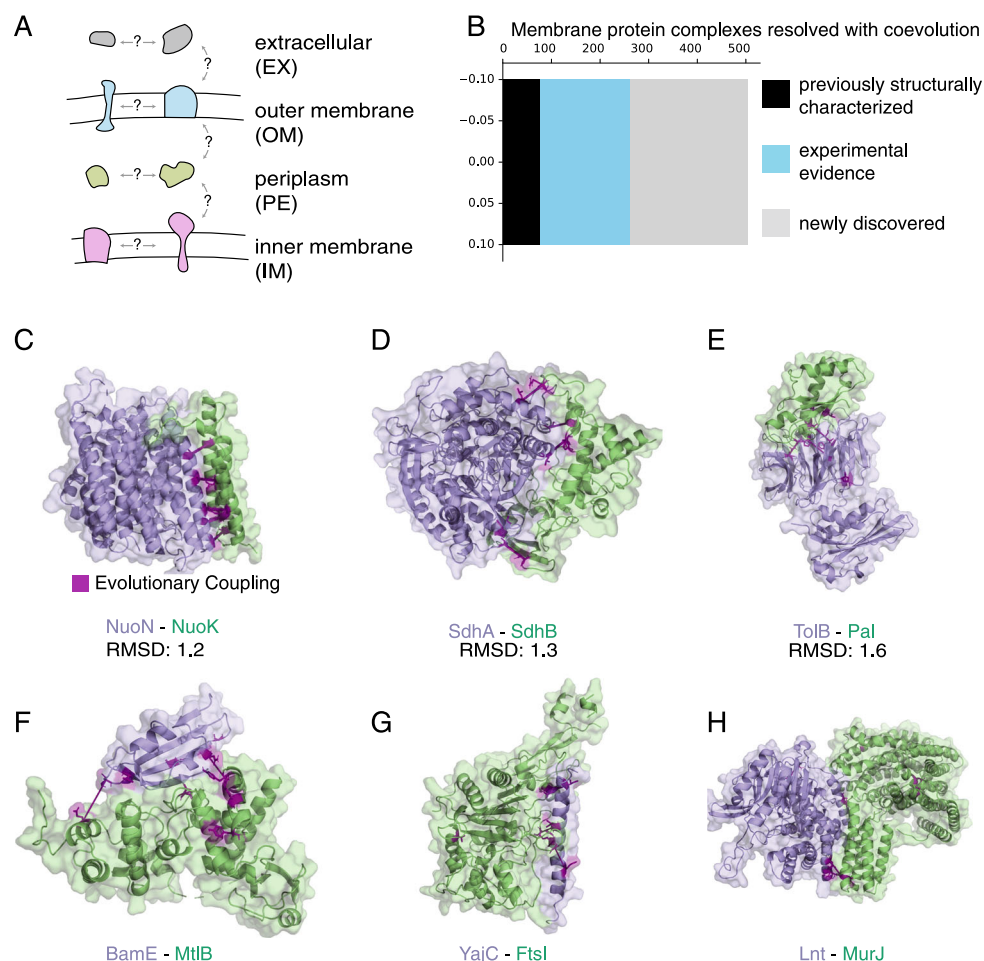 A
?
extracellular
(EX)
?
?
outer membrane
(OM)
?
?
periplasm
(PE)
?
?
inner membrane
(IM)
B
Membrane protein complexes resolved with coevolution
0 100 200 300 400 500
−0.10
−0.05
0.00
0.05
0.10
previously structurally
characterized
experimental
evidence
newly discovered
C
Evolutionary Coupling
NuoN - NuoK
RMSD: 1.2
D
SdhA - SdhB
RMSD: 1.3
E
TolB - Pal
RMSD: 1.6
F
BamE - MtlB
G
YajC - FtsI
H
Lnt - MurJ